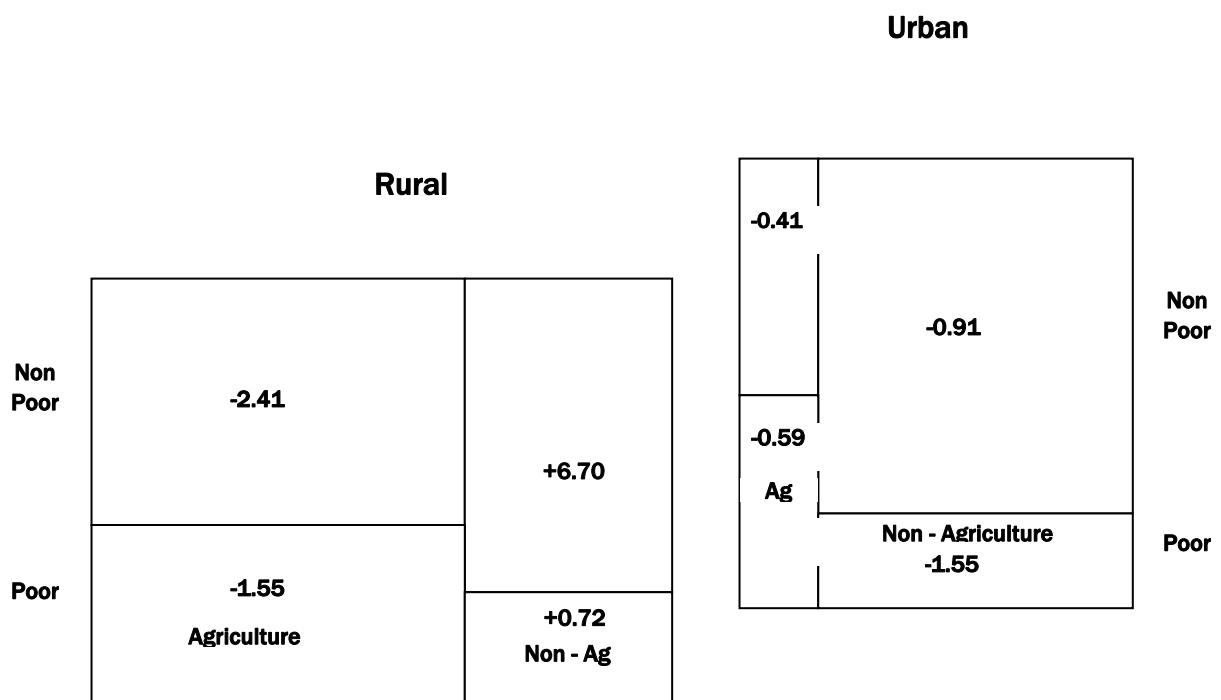 Urban
Rural
-0.41
Non
Poor
-0.91
Non
Poor
-2.41
-0.59
+6.70
Ag
Non - Agriculture
-1.55
Poor
Poor
-1.55
+0.72
Agriculture
Non - Ag